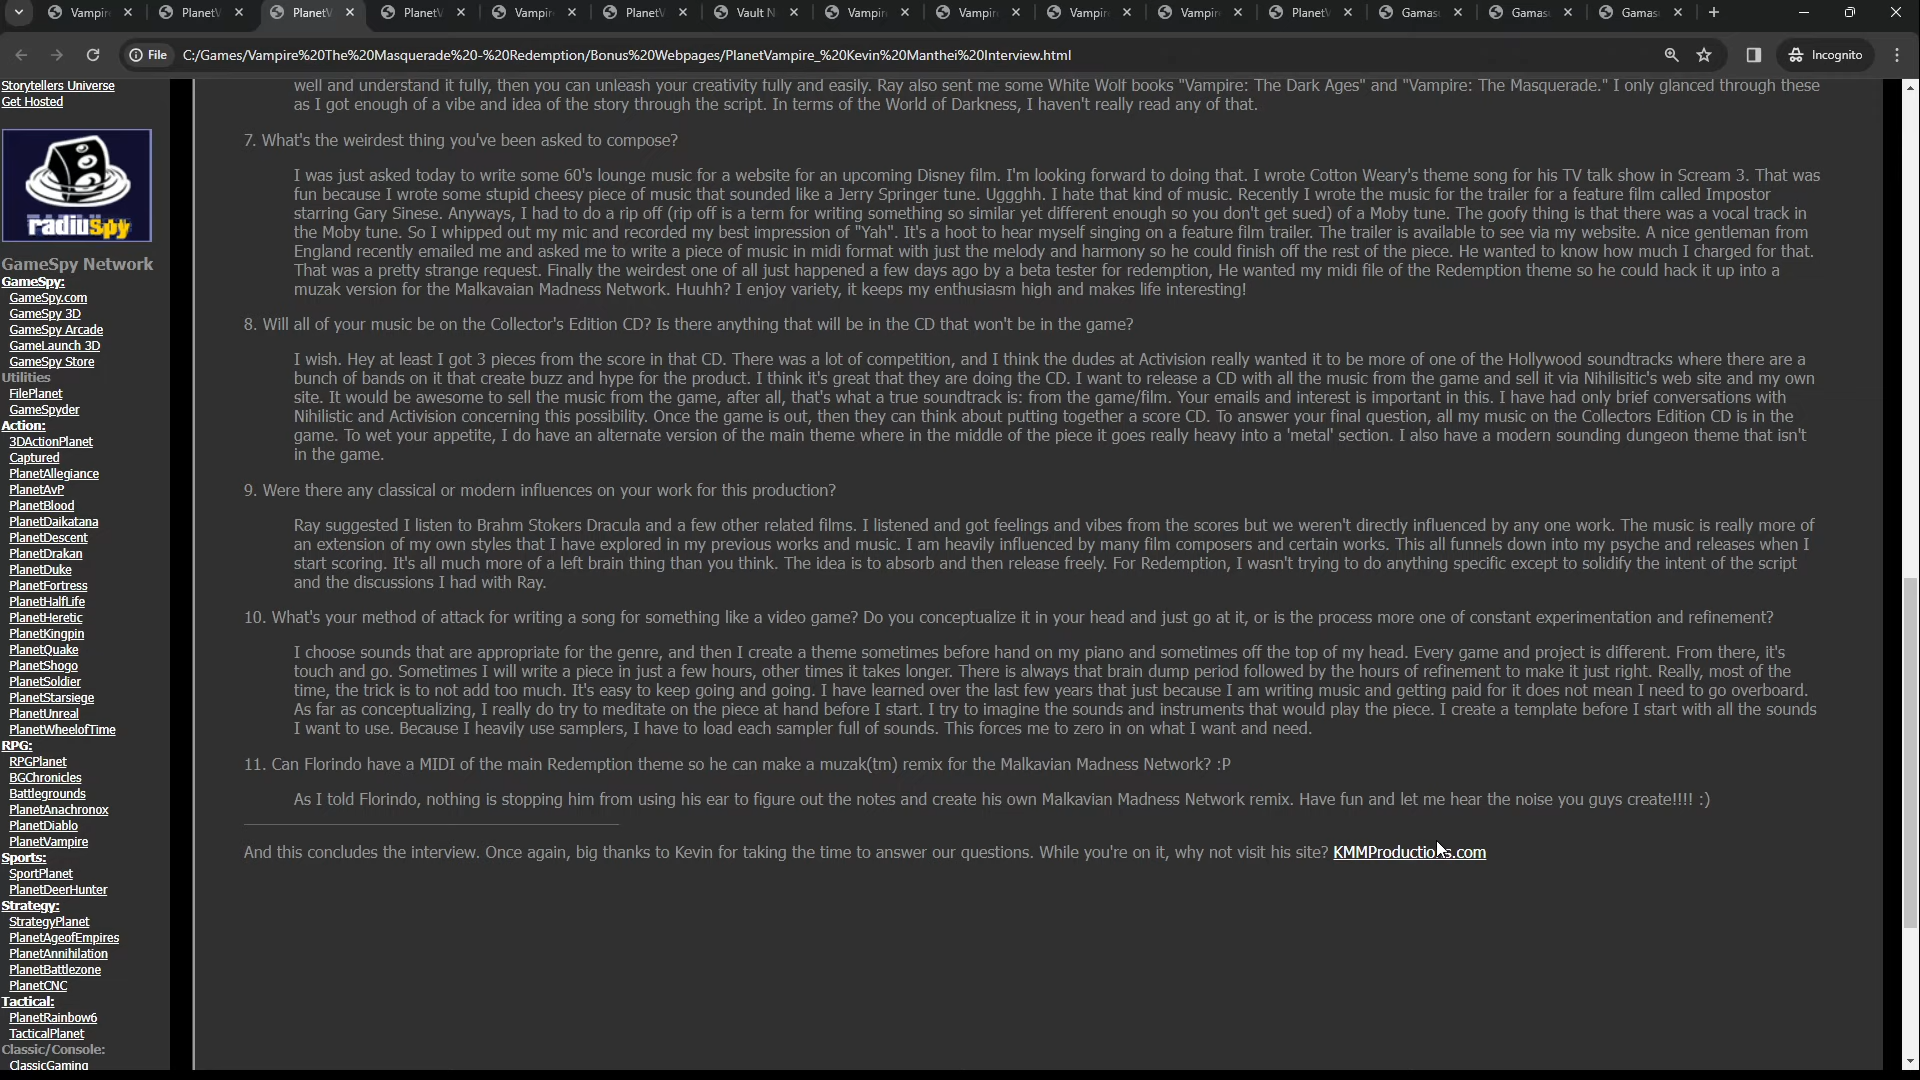 Vampir
PlanetV
PlanetV
PlanetV
Vampir
PlanetV
Vault N
Vampir
Vampir
Vampir
Vampir
PlanetV
Gamas
Gamas
Gamas
File
C:/Games/Vampire%20The%20Masquerade%20-%20Redemption/Bonus%20Webpages/PlanetVampire_%20Kevin%20Manthei%20Interview.html
Incognito
Storytellers Universe
Get Hosted
radiuSpy
GameSpy Network
GameSpy:
GameSpy.com
GameSpy 3D
GameSpy Arcade
GameLaunch 3D
GameSpy Store
Utilities
FilePlanet
GameSpyder
Action:
3DActionPlanet
Captured
PlanetAllegiance
PlanetAvP
PlanetBlood
PlanetDaikatana
PlanetDescent
PlanetDrakan
PlanetDuke
PlanetFortress
PlanetHalfLife
PlanetHeretic
PlanetKingpin
PlanetQuake
PlanetShogo
PlanetSoldier
PlanetStarsiege
PlanetUnreal
PlanetWheelofTime
RPG:
RPGPlanet
BGChronicles
Battlegrounds
PlanetAnachronox
PlanetDiablo
PlanetVampire
Sports:
SportPlanet
PlanetDeerHunter
Strategy:
StrategyPlanet
PlanetAgeofEmpires
PlanetAnnihilation
PlanetBattlezone
PlanetCNC
Tactical:
PlanetRainbow6
TacticalPlanet
Classic/Console:
ClassicGaming
well and understand it fully, then you can unleash your creativity fully and easily. Ray also sent me some White Wolf books "Vampire: The Dark Ages" and "Vampire: The Masquerade." I only glanced through these
as I got enough of a vibe and idea of the story through the script. In terms of the World of Darkness, I haven't really read any of that.
7. What's the weirdest thing you've been asked to compose?
I was just asked today to write some 60's lounge music for a website for an upcoming Disney film. I'm looking forward to doing that. I wrote Cotton Weary's theme song for his TV talk show in Scream 3. That was
fun because I wrote some stupid cheesy piece of music that sounded like a Jerry Springer tune. Uggghh. I hate that kind of music. Recently I wrote the music for the trailer for a feature film called Impostor
starring Gary Sinese. Anyways, I had to do a rip off (rip off is a term for writing something so similar yet different enough so you don't get sued) of a Moby tune. The goofy thing is that there was a vocal track in
the Moby tune. So I whipped out my mic and recorded my best impression of "Yah". It's a hoot to hear myself singing on a feature film trailer. The trailer is available to see via my website. A nice gentleman from
England recently emailed me and asked me to write a piece of music in midi format with just the melody and harmony so he could finish off the rest of the piece. He wanted to know how much I charged for that.
That was a pretty strange request. Finally the weirdest one of all just happened a few days ago by a beta tester for redemption, He wanted my midi file of the Redemption theme so he could hack it up into a
muzak version for the Malkavaian Madness Network. Huuhh? I enjoy variety, it keeps my enthusiasm high and makes life interesting!
8. Will all of your music be on the Collector's Edition CD? Is there anything that will be in the CD that won't be in the game?
I wish. Hey at least I got 3 pieces from the score in that CD. There was a lot of competition, and I think the dudes at Activision really wanted it to be more of one of the Hollywood soundtracks where there are a
bunch of bands on it that create buzz and hype for the product. I think it's great that they are doing the CD. I want to release a CD with all the music from the game and sell it via Nihilisitic's web site and my own
site. It would be awesome to sell the music from the game, after all, that's what a true soundtrack is: from the game/film. Your emails and interest is important in this. I have had only brief conversations with
Nihilistic and Activision concerning this possibility. Once the game is out, then they can think about putting together a score CD. To answer your final question, all my music on the Collectors Edition CD is in the
game. To wet your appetite, I do have an alternate version of the main theme where in the middle of the piece it goes really heavy into a 'metal' section. I also have a modern sounding dungeon theme that isn't
in the game.
9. Were there any classical or modern influences on your work for this production?
Ray suggested I listen to Brahm Stokers Dracula and a few other related films. I listened and got feelings and vibes from the scores but we weren't directly influenced by any one work. The music is really more of
an extension of my own styles that I have explored in my previous works and music. I am heavily influenced by many film composers and certain works. This all funnels down into my psyche and releases when I
start scoring. It's all much more of a left brain thing than you think. The idea is to absorb and then release freely. For Redemption, I wasn't trying to do anything specific except to solidify the intent of the script
and the discussions I had with Ray.
10. What's your method of attack for writing a song for something like a video game? Do you conceptualize it in your head and just go at it, or is the process more one of constant experimentation and refinement?
I choose sounds that are appropriate for the genre, and then I create a theme sometimes before hand on my piano and sometimes off the top of my head. Every game and project is different. From there, it's
touch and go. Sometimes I will write a piece in just a few hours, other times it takes longer. There is always that brain dump period followed by the hours of refinement to make it just right. Really, most of the
time, the trick is to not add too much. It's easy to keep going and going. I have learned over the last few years that just because I am writing music and getting paid for it does not mean I need to go overboard.
As far as conceptualizing, I really do try to meditate on the piece at hand before I start. I try to imagine the sounds and instruments that would play the piece. I create a template before I start with all the sounds
I want to use. Because I heavily use samplers, I have to load each sampler full of sounds. This forces me to zero in on what I want and need.
11. Can Florindo have a MIDI of the main Redemption theme so he can make a muzak(tm) remix for the Malkavian Madness Network? :P
As I told Florindo, nothing is stopping him from using his ear to figure out the notes and create his own Malkavian Madness Network remix. Have fun and let me hear the noise you guys create!!!! :)
And this concludes the interview. Once again, big thanks to Kevin for taking the time to answer our questions. While you're on it, why not visit his site? KMMProductions.com